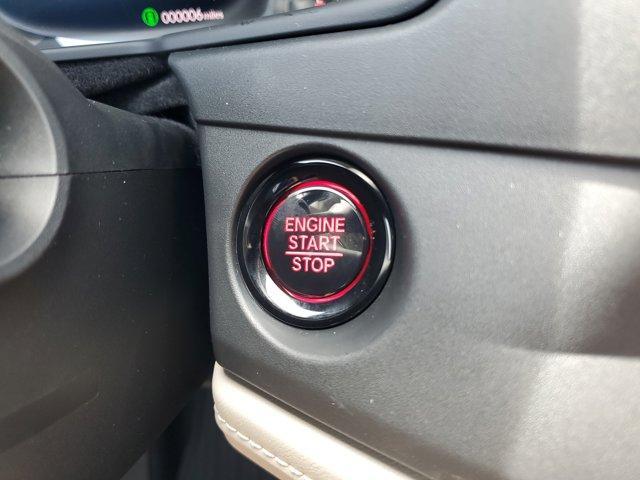 000006 miles
ENGINE
START
STOP